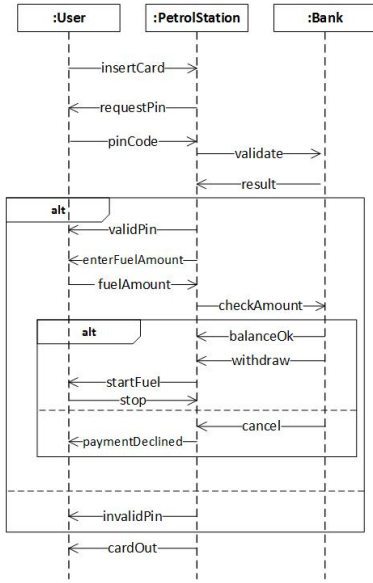 :User
:PetrolStation
:Bank
insertCard
requestPin
pinCode
validate
result
alt
validPin
enterFuelAmount
fuelAmount
checkAmount
alt
balanceOk
withdraw
startFuel
stop
cancel
paymentDeclined
invalidPin
cardOut